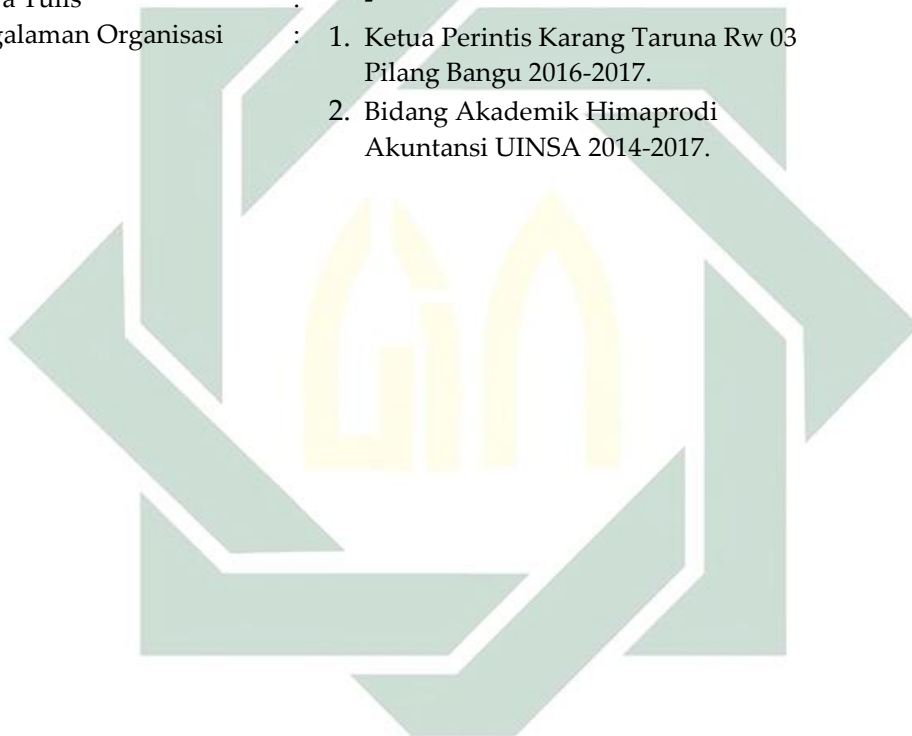 a Tulis : -
galaman Organisasi : 1. Ketua Perintis Karang Taruna Rw 03
Pilang Bangu 2016-2017.
2. Bidang Akademik Himaprodi
Akuntansi UINSA 2014-2017.